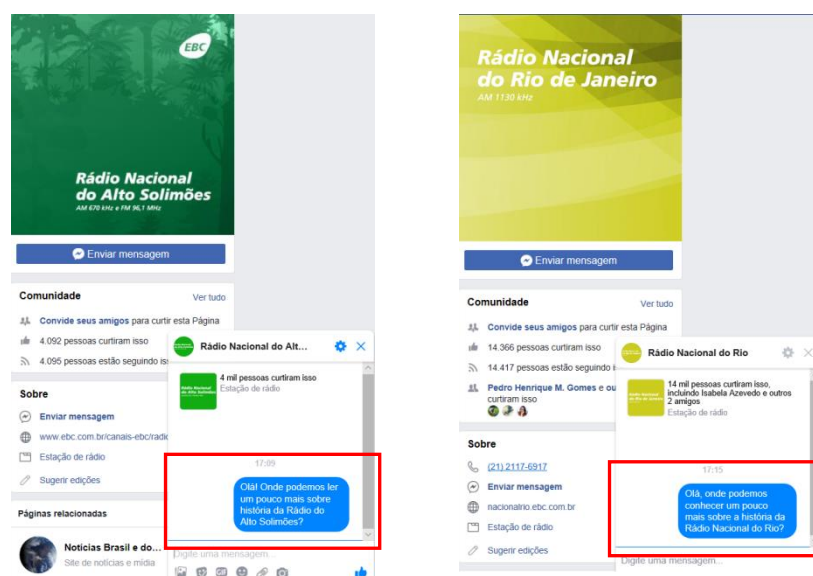 EBC
Rádio Nacional
do Alto Solimões
AM 670 kHz e FM 96,1 MHz
Enviar mensagem
Comunidade
Ver tudo
Convide seus amigos para curtir esta Página
4.092 pessoas curtiram isso
4.095 pessoas estão seguindo
Sobre
Enviar mensagem
www.ebc.com.br/canais-ebc/radio
Estação de rádio
Sugerir edições
Páginas relacionadas
Notícias Brasil e do...
Site de notícias e mídia
Rádio Nacional do Alt...
4 mil pessoas curtiram isso
Estação de rádio
17:09
Olá! Onde podemos ler
um pouco mais sobre
história da Rádio do
Alto Solimões?
Digite uma mensagem...
GIF
Rádio Nacional
do Rio de Janeiro
AM 1130 kHz
Enviar mensagem
Comunidade
Ver tudo
Convide seus amigos para curtir esta Página
14.366 pessoas curtiram isso
14.417 pessoas estão seguindo
Pedro Henrique M. Gomes e ou
curtiram isso
Sobre
(21) 2117-6917
Enviar mensagem
nacionalrio.ebc.com.br
Estação de rádio
Sugerir edições
Rádio Nacional do Rio
14 mil pessoas curtiram isso,
incluindo Isabela Azevedo e outros
2 amigos
Estação de rádio
17:15
Olá, onde podemos
conhecer um pouco
mais sobre a história da
Rádio Nacional do Rio?
Digite uma mensagem...